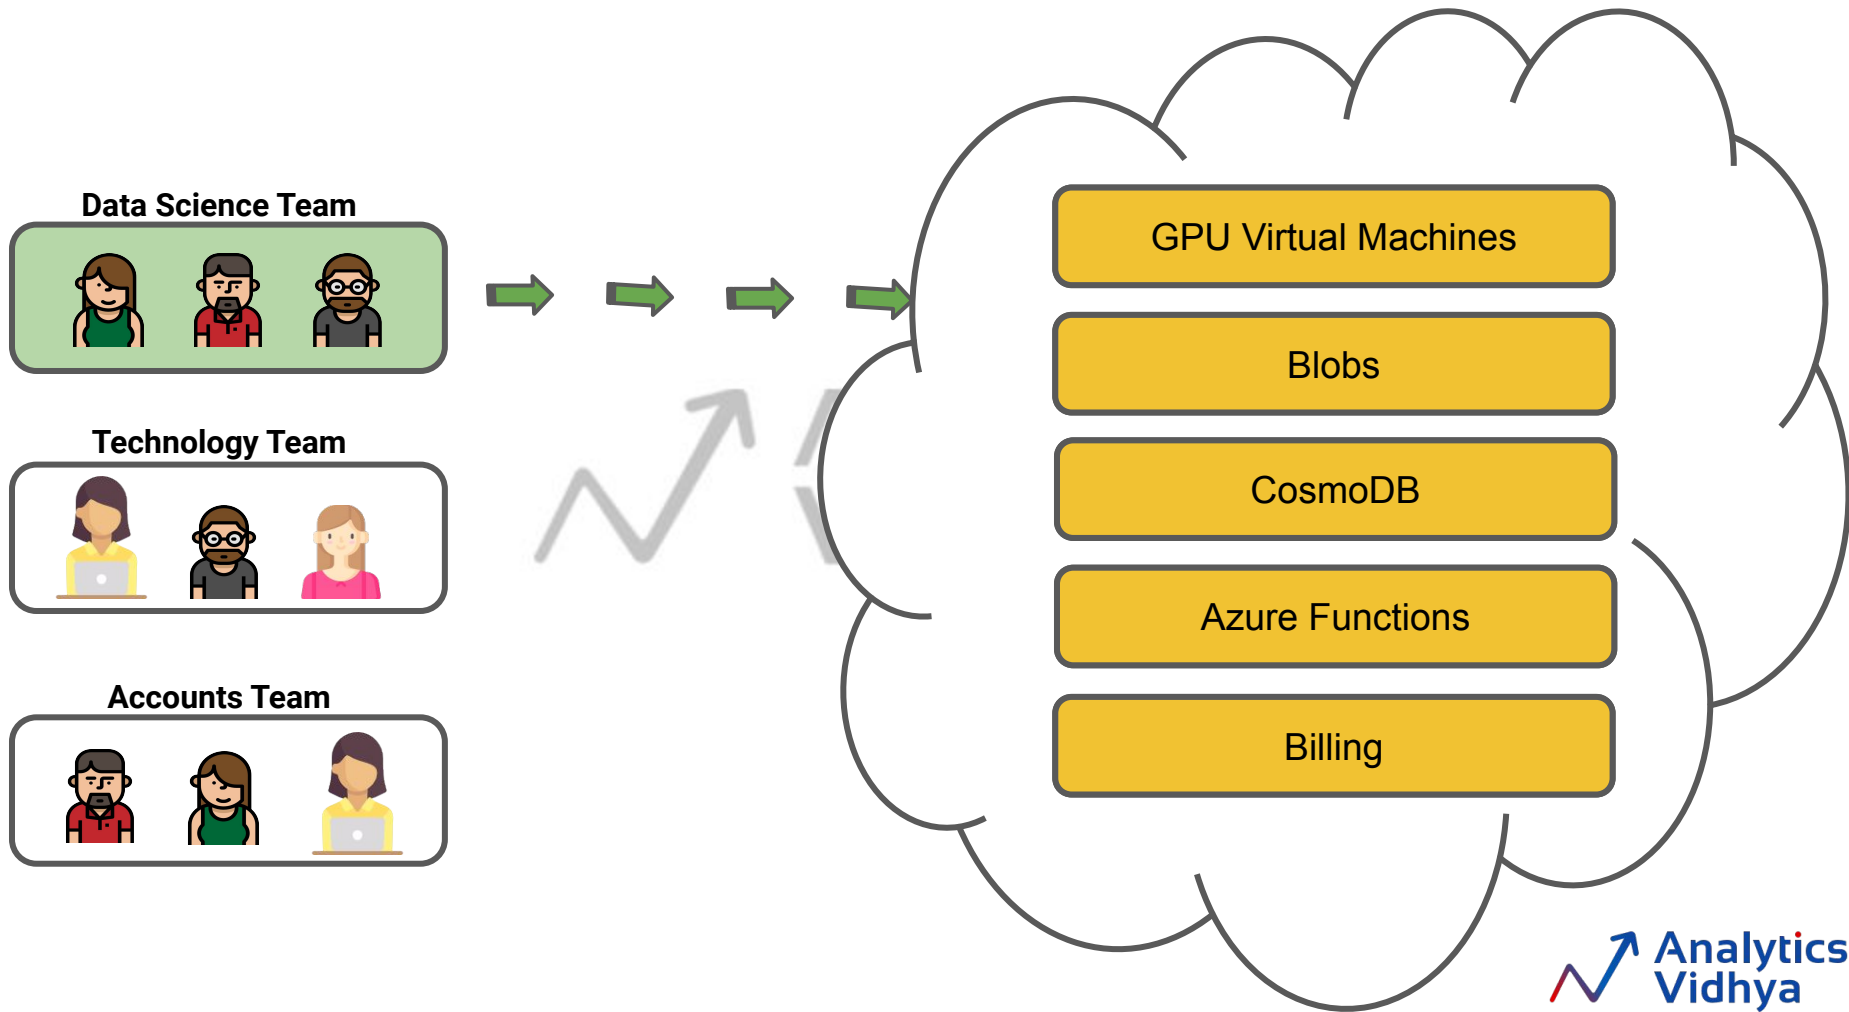 Data Science Team
Technology Team
Accounts Team
GPU Virtual Machines
Blobs
CosmoDB
Azure Functions
Billing
Analytics
Vidhya